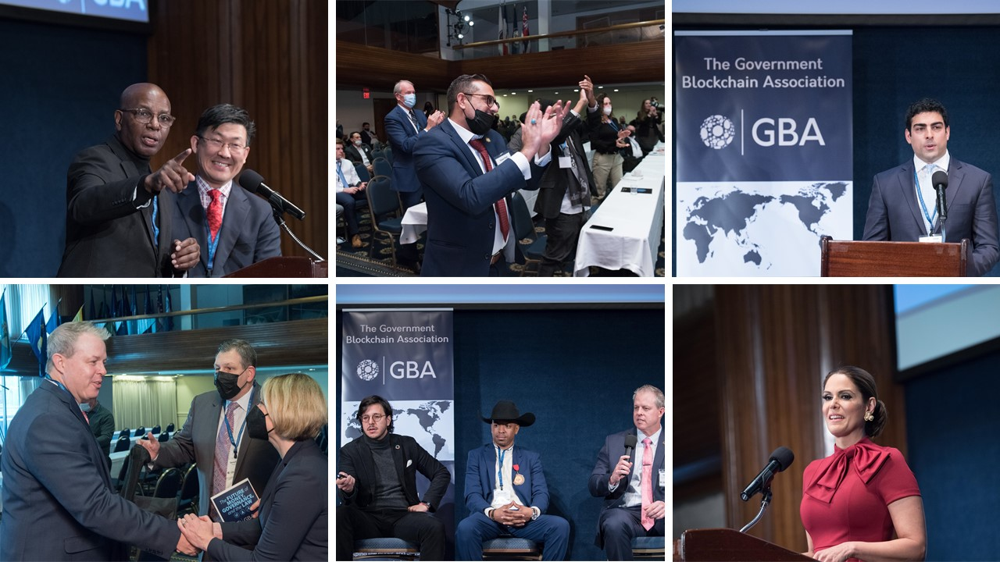 GBA
The Government
Blockchain Association
GBA
The FUTURE of
MONEY,
GOVERNANCE,
and the LAW
The Government
Blockchain Association
GBA